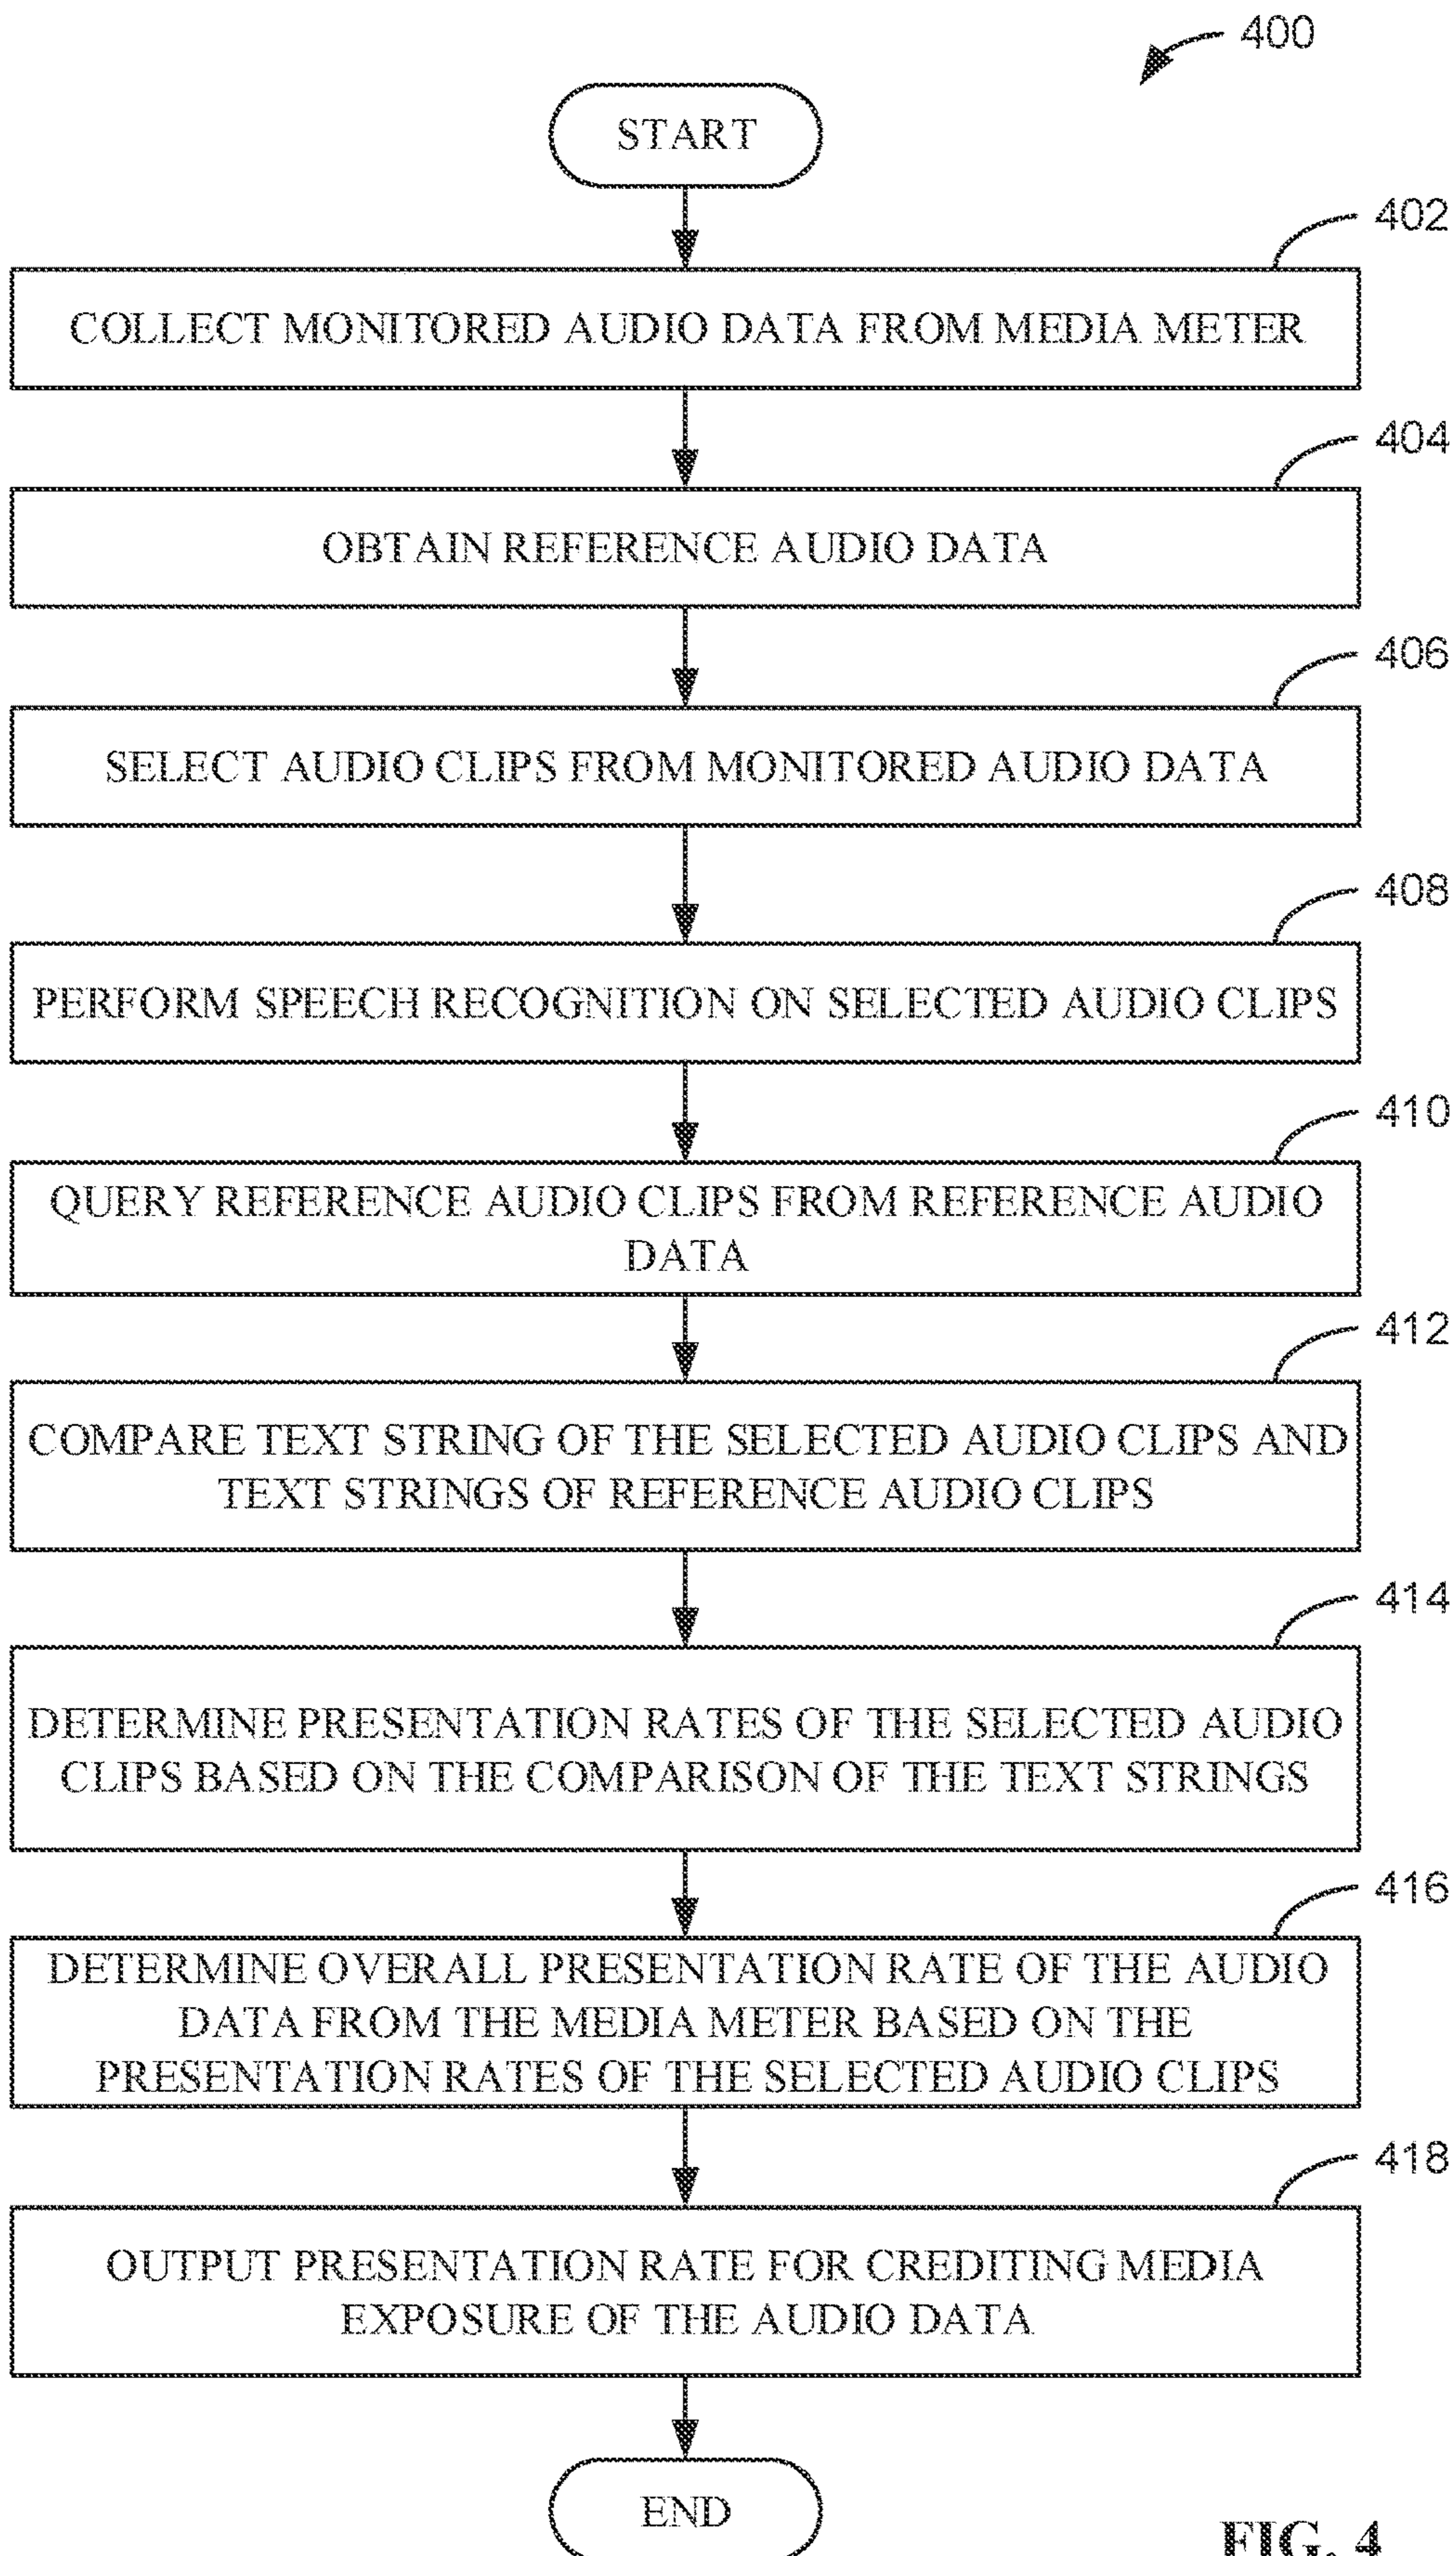 400
START
402
COLLECT MONITORED AUDIO DATA FROM MEDIA METER
404
OBTAIN REFERENCE AUDIO DATA
406
SELECT AUDIO CLIPS FROM MONITORED AUDIO DATA
408
PERFORM SPEECH RECOGNITION ON SELECTED AUDIO CLIPS
410
QUERY REFERENCE AUDIO CLIPS FROM REFERENCE AUDIO
DATA
412
COMPARE TEXT STRING OF THE SELECTED AUDIO CLIPS AND
TEXT STRINGS OF REFERENCE AUDIO CLIPS
414
DETERMINE PRESENTATION RATES OF THE SELECTED AUDIO
CLIPS BASED ON THE COMPARISON OF THE TEXT STRINGS
416
DETERMINE OVERALL PRESENTATION RATE OF THE AUDIO
DATA FROM THE MEDIA METER BASED ON THE
PRESENTATION RATES OF THE SELECTED AUDIO CLIPS
418
OUTPUT PRESENTATION RATE FOR CREDITING MEDIA
EXPOSURE OF THE AUDIO DATA
END
FIG. 4